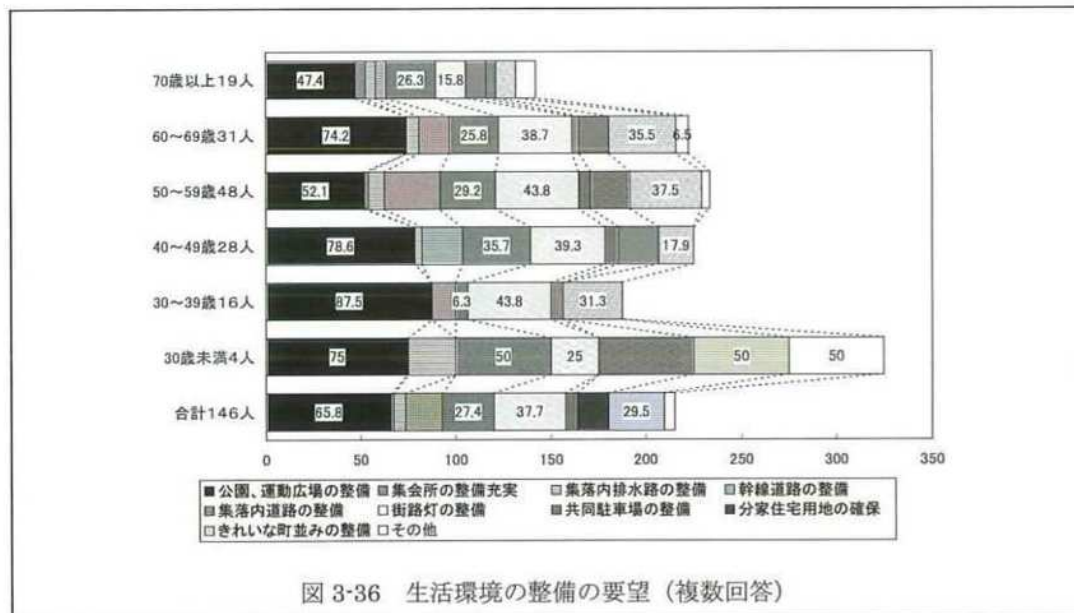 70歳以上19人
47.4
26.3
15.8
60～69歳31人
74.2
25.8
38.7
35.5
6.5
50～59歳48人
52.1
29.2
43.8
37.5
40～49歳28人
78.6
35.7
39.3
17.9
30～39歳16人
87.5
6.3
43.8
31.3
30歳未満4人
75
50
25
50
50
合計146人
65.8
27.4
37.7
29.5
0 50 100 150 200 250 300 350
■公園、運動広場の整備 ■集会所の整備充実 □集落内排水路の整備 ■幹線道路の整備
■集落内道路の整備 □街路灯の整備 ■共同駐車場の整備 ■分家住宅用地の確保
□きれいな町並みの整備 □その他
図 3-36 生活環境の整備の要望（複数回答）